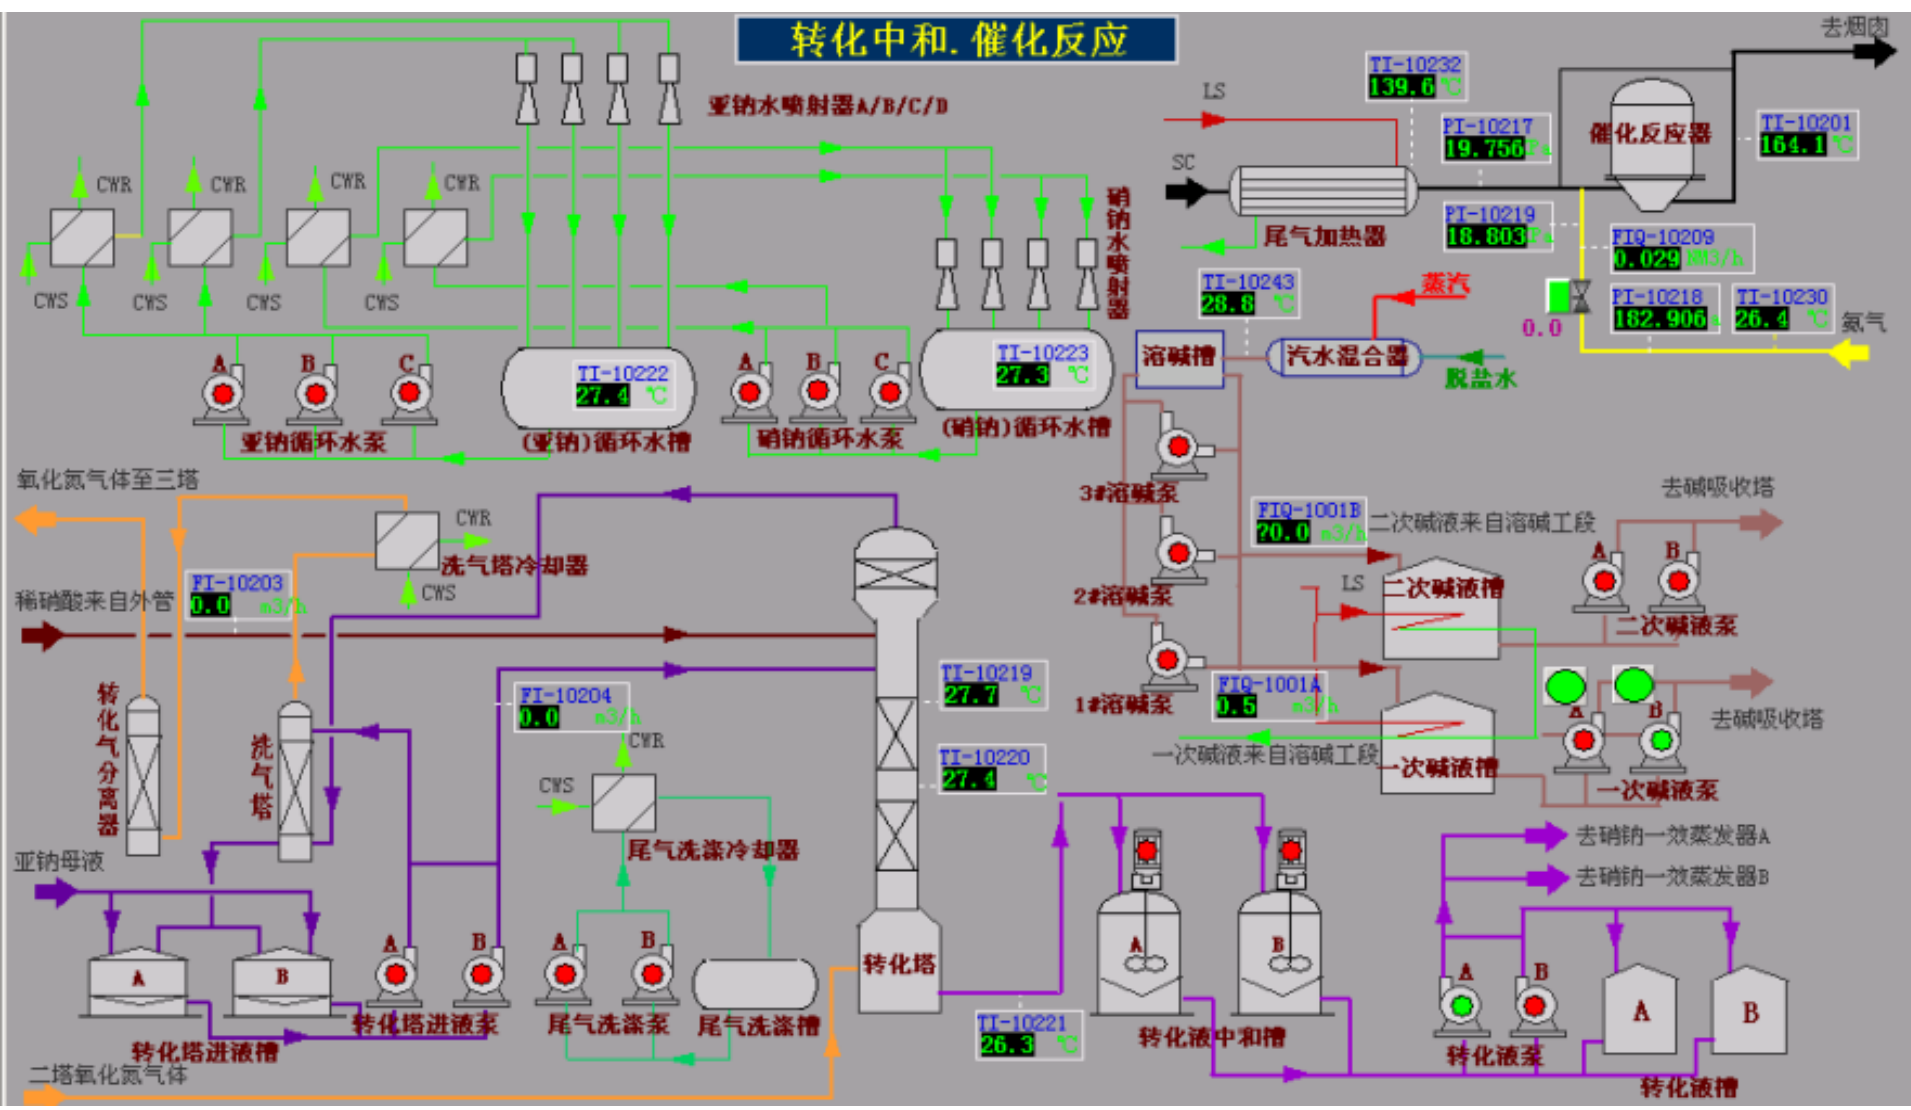 转化中和.催化反应
去烟囱
亚钠水喷射器A/B/C/D
LS
TI-10232
139.6 ℃
PI-10217
19.756
催化反应器
TI-10201
164.1 ℃
SC
CWR
CWR
CWR
CWR
硝钠水喷射器
尾气加热器
PI-10219
18.803
FIQ-10209
0.029 NM3/h
CWS
CWS
CWS
CWS
TI-10243
28.8 ℃
蒸汽
0.0
PI-10218
182.906
TI-10230
26.4 ℃
氨气
溶碱槽
汽水混合器
脱盐水
A
B
C
TI-10222
27.4 ℃
A
B
C
TI-10223
27.3 ℃
亚钠循环水泵
(亚钠)循环水槽
硝钠循环水泵
(硝钠)循环水槽
氧化氮气体至三塔
CWR
洗气塔冷却器
CWS
3#溶碱泵
FIQ-1001B
?0.0 m3/h
二次碱液来自溶碱工段
去碱吸收塔
A
B
稀硝酸来自外管
FI-10203
0.0 m3/h
2#溶碱泵
LS
二次碱液槽
二次碱液泵
转化气分离器
洗气塔
FI-10204
0.0 m3/h
TI-10219
27.7 ℃
1#溶碱泵
FIQ-1001A
0.5 m3/h
A
B
去碱吸收塔
CWR
CWS
TI-10220
27.4 ℃
一次碱液来自溶碱工段
一次碱液槽
一次碱液泵
尾气洗涤冷却器
亚钠母液
去硝钠一效蒸发器A
去硝钠一效蒸发器B
A
B
A
B
A
B
转化塔
A
B
A
B
A
B
转化塔进液槽
转化塔进液泵
尾气洗涤泵
尾气洗涤槽
TI-10221
26.3 ℃
转化液中和槽
转化液泵
转化液槽
二塔氧化氮气体